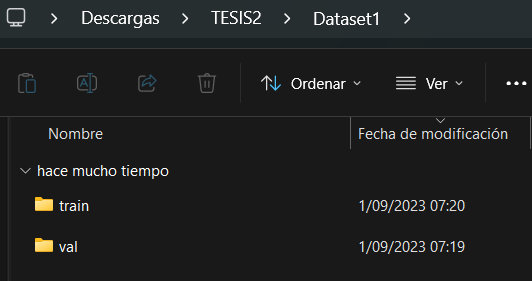 Descargas > TESIS2 > Dataset1 >
Ordenar Ver
Nombre Fecha de modificación
hace mucho tiempo
train 1/09/2023 07:20
val 1/09/2023 07:19